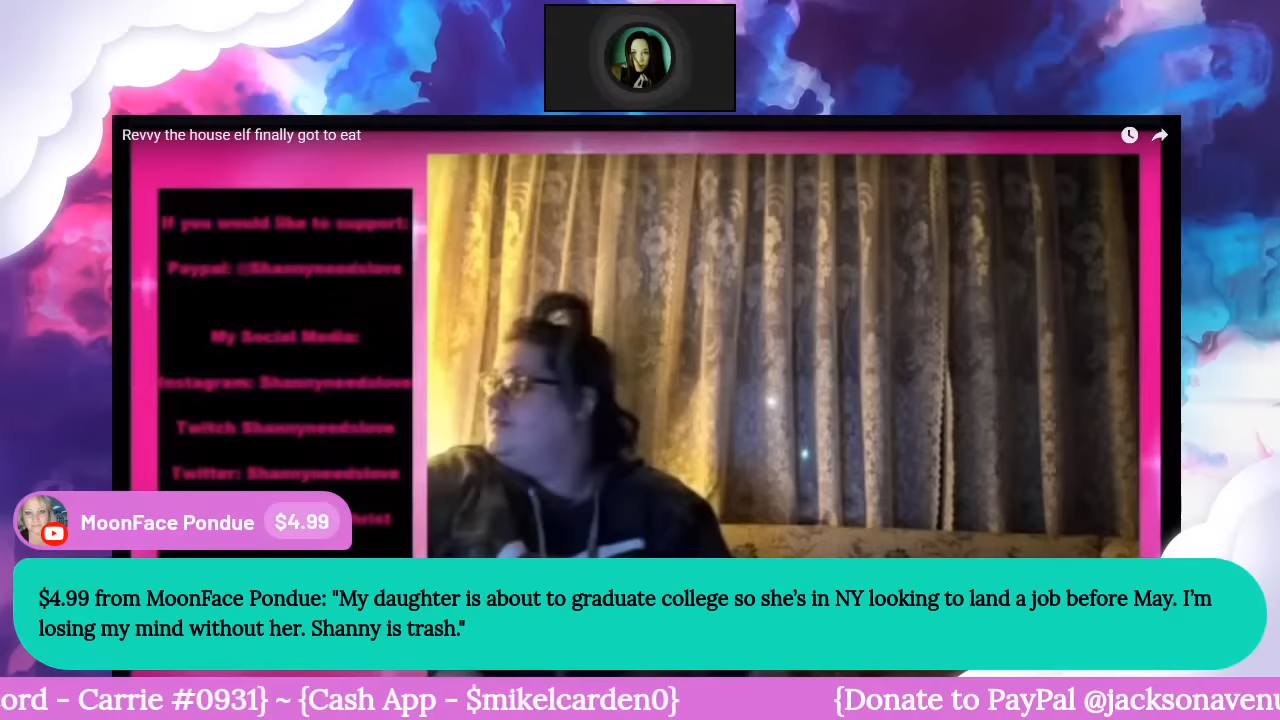 Revvy the house elf finally got to eat
If you would like to support:
Paypal: @Shannyneedslove
My Social Media:
Instagram: Shannyneedslove
Twitch Shannyneedslove
Twitter: Shannyneedslove
MoonFace Pondue $4.99
$4.99 from MoonFace Pondue: "My daughter is about to graduate college so she’s in NY looking to land a job before May. I’m
losing my mind without her. Shanny is trash."
ord - Carrie #0931} ~ {Cash App - $mikelcarden0} {Donate to PayPal @jacksonavenu